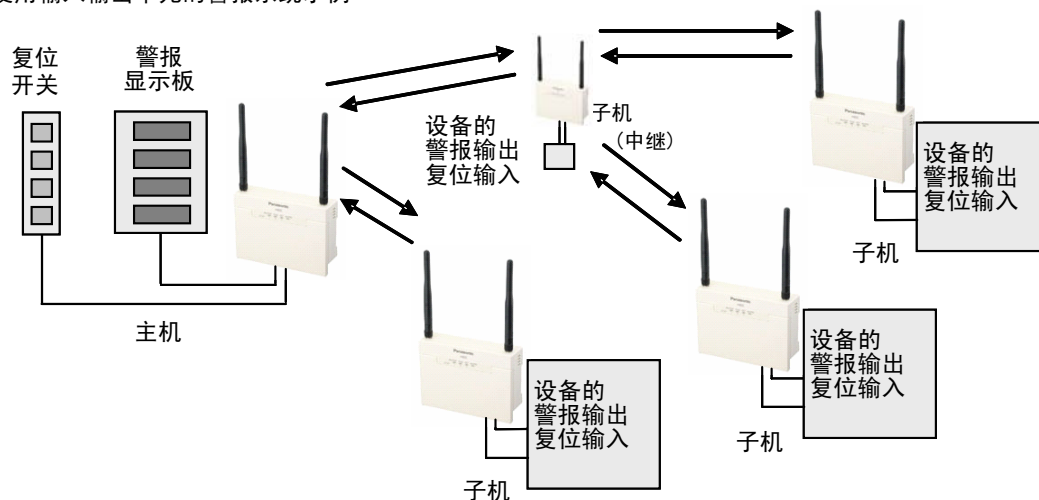 使用输入输出单元的警报系统示例
复位
开关
警报
显示板
设备的
警报输出
复位输入
子机
(中继)
设备的
警报输出
复位输入
子机
Panasonic
主机
Panasonic
设备的
警报输出
复位输入
子机
Panasonic
设备的
警报输出
复位输入
子机